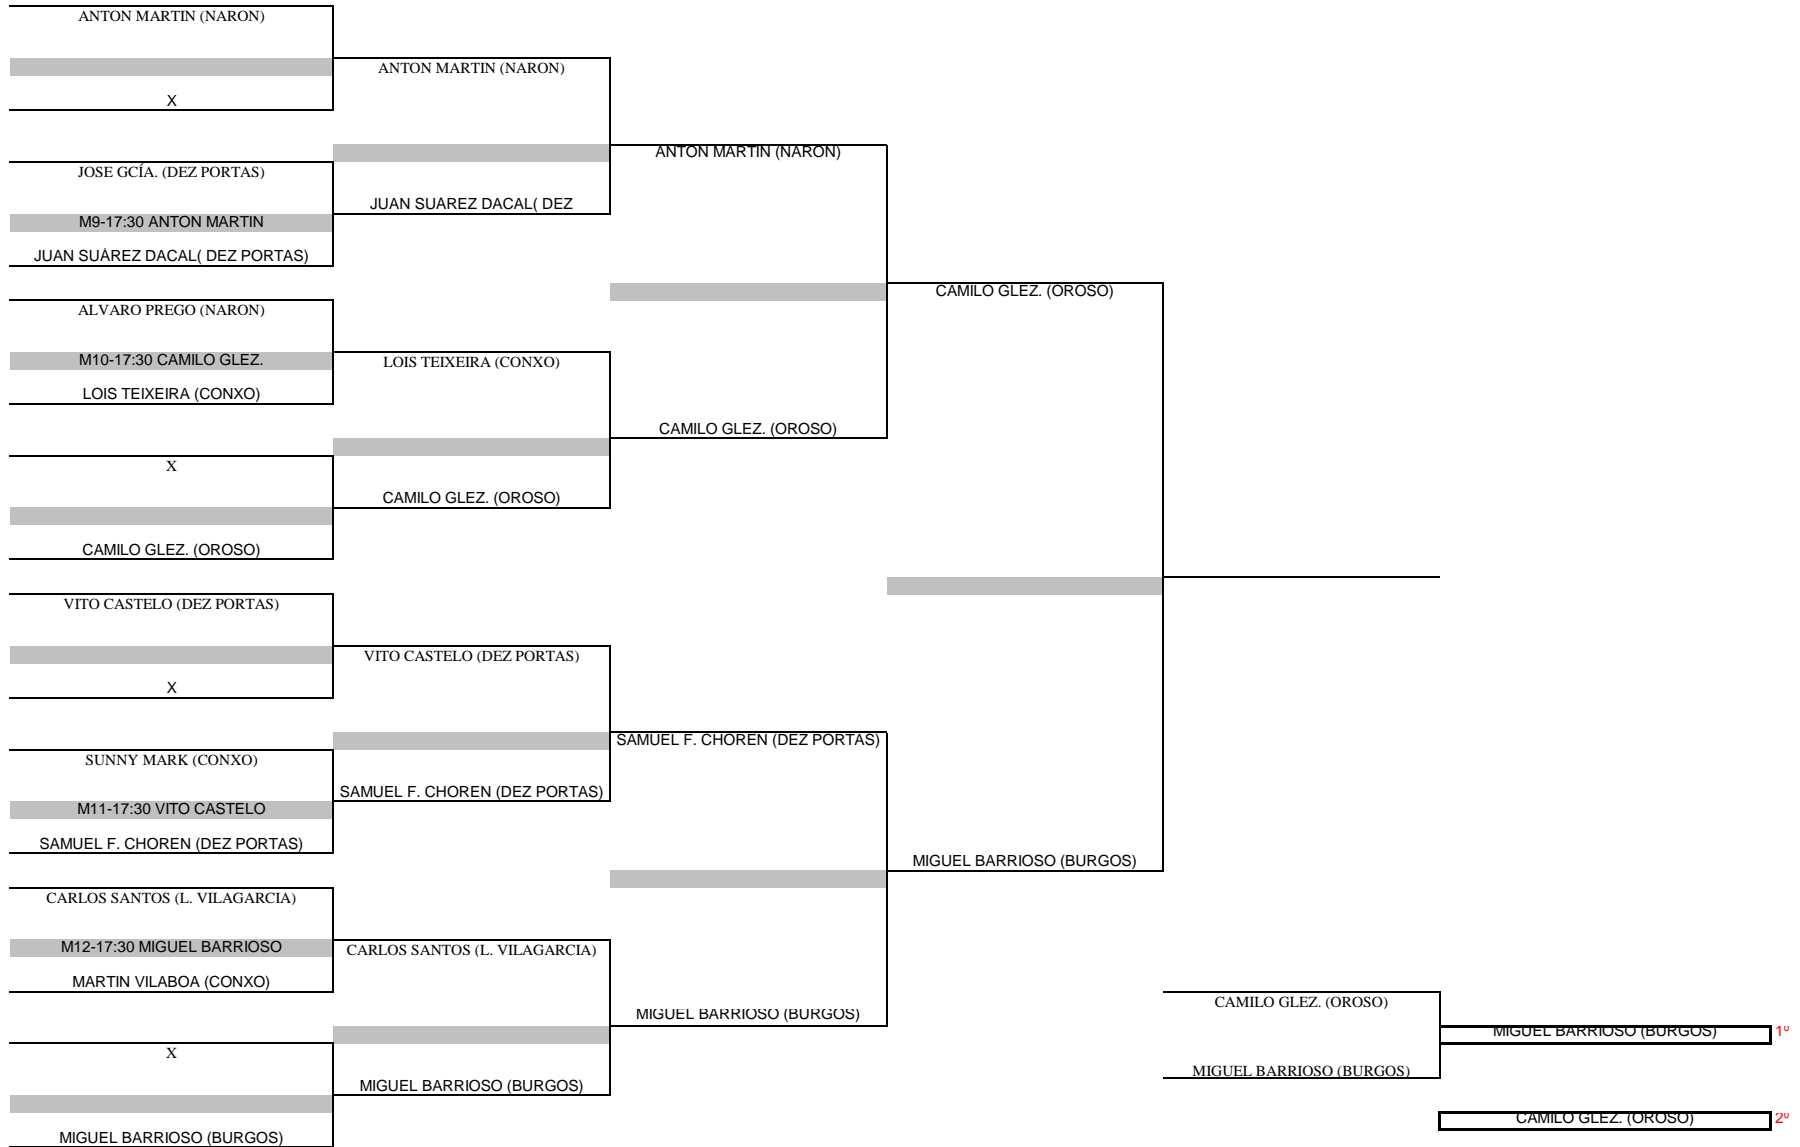 ANTON MARTIN (NARON)
X
JOSE GCÍA. (DEZ PORTAS)
M9-17:30 ANTON MARTIN
JUAN SUÁREZ DACAL( DEZ PORTAS)
ALVARO PREGO (NARON)
M10-17:30 CAMILO GLEZ.
LOIS TEIXEIRA (CONXO)
X
CAMILO GLEZ. (OROSO)
VITO CASTELO (DEZ PORTAS)
X
SUNNY MARK (CONXO)
M11-17:30 VITO CASTELO
SAMUEL F. CHOREN (DEZ PORTAS)
CARLOS SANTOS (L. VILAGARCIA)
M12-17:30 MIGUEL BARRIOSO
MARTIN VILABOA (CONXO)
X
MIGUEL BARRIOSO (BURGOS)
ANTON MARTIN (NARON)
JUAN SUÁREZ DACAL( DEZ
LOIS TEIXEIRA (CONXO)
CAMILO GLEZ. (OROSO)
VITO CASTELO (DEZ PORTAS)
SAMUEL F. CHOREN (DEZ PORTAS)
CARLOS SANTOS (L. VILAGARCIA)
MIGUEL BARRIOSO (BURGOS)
ANTON MARTIN (NARON)
CAMILO GLEZ. (OROSO)
SAMUEL F. CHOREN (DEZ PORTAS)
MIGUEL BARRIOSO (BURGOS)
CAMILO GLEZ. (OROSO)
MIGUEL BARRIOSO (BURGOS)
CAMILO GLEZ. (OROSO)
MIGUEL BARRIOSO (BURGOS)
MIGUEL BARRIOSO (BURGOS) 1º
CAMILO GLEZ. (OROSO) 2º